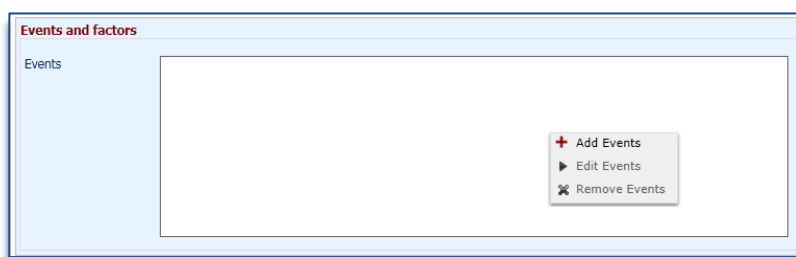 Events and factors
Events
Add Events
Edit Events
Remove Events